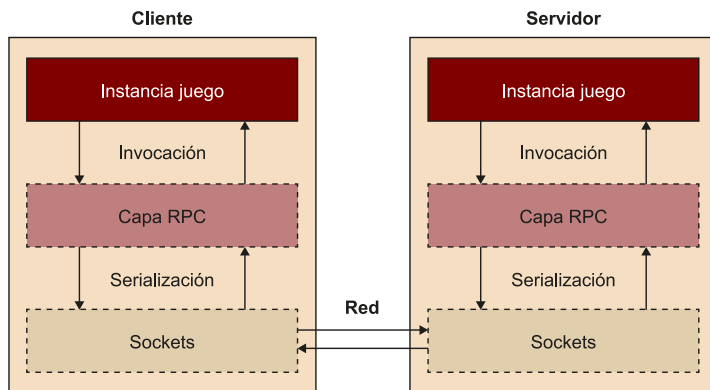 Cliente
Servidor
Instancia juego
Instancia juego
Invocación
Invocación
Capa RPC
Capa RPC
Serialización
Serialización
Red
Sockets
Sockets